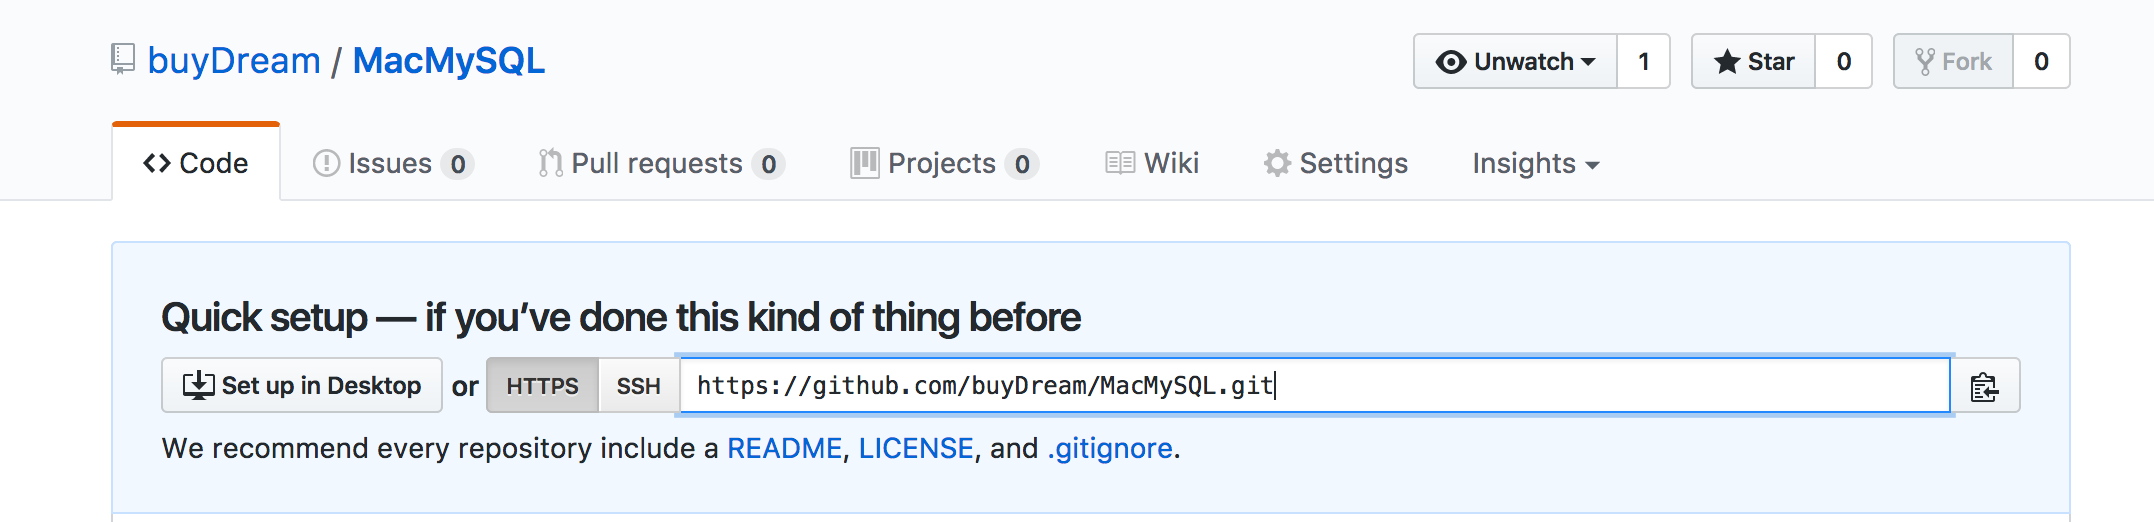 buyDream / MacMySQL
Unwatch 1 Star 0 Fork 0
Code Issues 0 Pull requests 0 Projects 0 Wiki Settings Insights
Quick setup — if you’ve done this kind of thing before
Set up in Desktop or HTTPS SSH https://github.com/buyDream/MacMySQL.git
We recommend every repository include a README, LICENSE, and .gitignore.